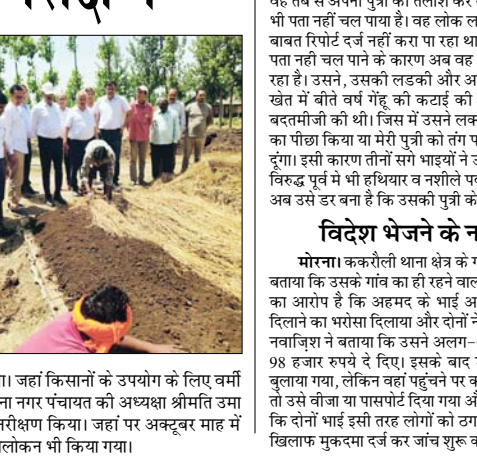 ा। जहां किसानों के उपयोग के लिए वर्मी
ना नगर पंचायत की अध्यक्षा श्रीमति उमा
नरीक्षण किया। जहां पर अक्टूबर माह में
लोकन भी किया गया।
वह तब से अपनी पुत्री की तलाश कर
भी पता नहीं चल पाया है। वह लोक ल
बाबत रिपोर्ट दर्ज नहीं करा पा रहा था
पता नही चल पाने के कारण अब वह
रहा है। उसने, उसकी लडकी और अ
खेत में बीते वर्ष गेंहू की कटाई की
बदतमीजी की थी। जिस में उसने लक
का पीछा किया या मेरी पुत्री को तंग प
दूंगा। इसी कारण तीनों सगे भाइयों ने उ
विरुद्ध पूर्व मे भी हथियार व नशीले पर
अब उसे डर बना है कि उसकी पुत्री के
विदेश भेजने के न
मोरना। ककरौली थाना क्षेत्र के ग
बताया कि उसके गांव का ही रहने वाल
का आरोप है कि अहमद के भाई अ
दिलाने का भरोसा दिलाया और दोनों ने
नवाजिश ने बताया कि उसने अलग-
98 हजार रुपये दे दिए। इसके बाद
बुलाया गया, लेकिन वहां पहुंचने पर क
तो उसे वीजा या पासपोर्ट दिया गया औ
कि दोनों भाई इसी तरह लोगों को ठग
खिलाफ मुकदमा दर्ज कर जांच शुरू क